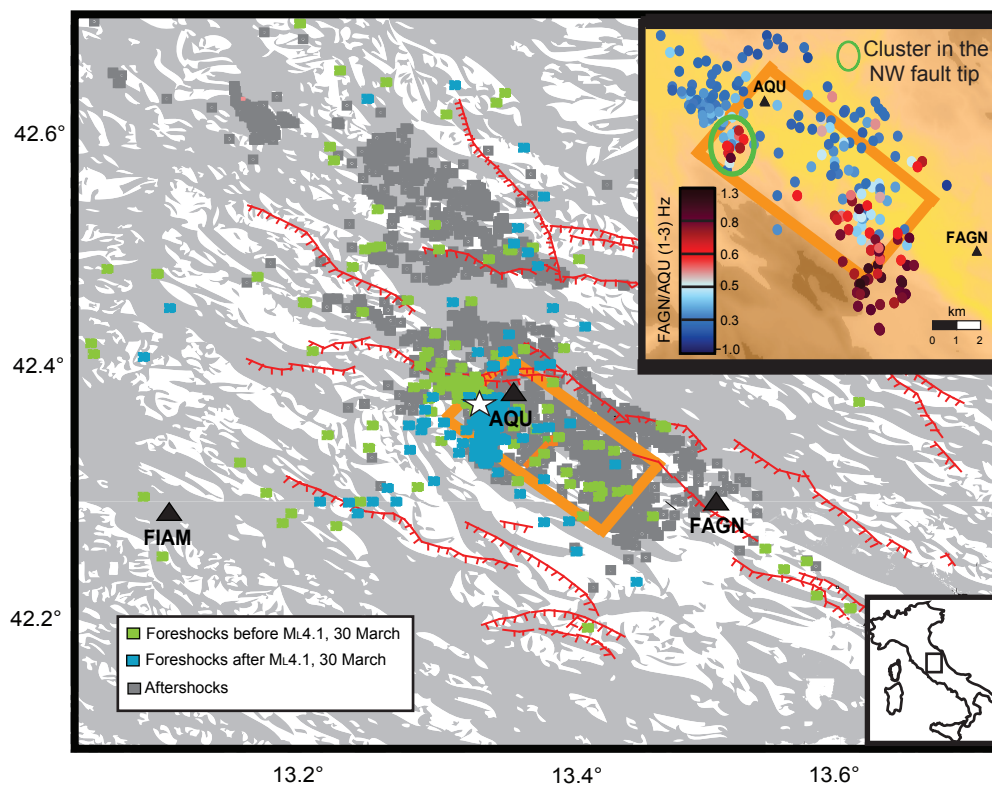 Cluster in the
NW fault tip
AQU
FAGN
FAGN/AQU (1-3) Hz
1.3
0.8
0.6
0.5
0.3
-1.0
km
0 1 2
42.6°
42.4°
42.2°
AQU
FAGN
FIAM
Foreshocks before ML4.1, 30 March
Foreshocks after ML4.1, 30 March
Aftershocks
13.2°
13.4°
13.6°